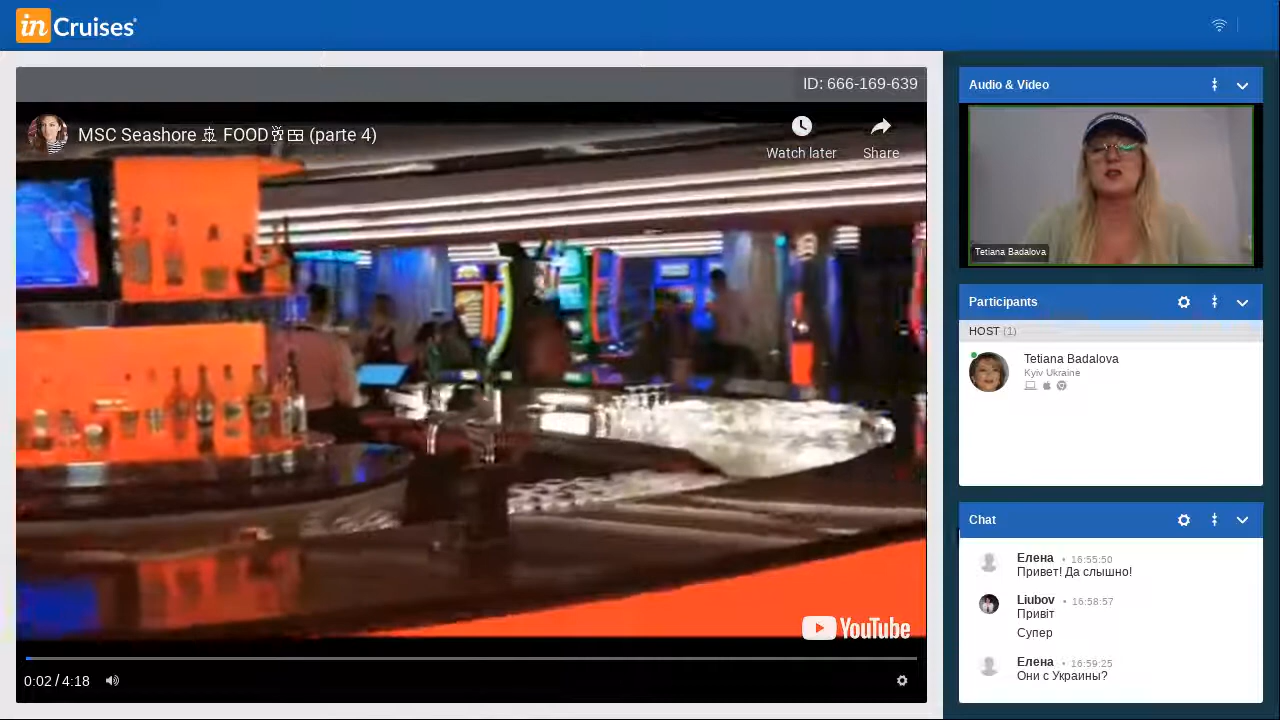 in Cruises
ID: 666-169-639
MSC Seashore 🚢 FOOD🥂🍱 (parte 4)
Watch later
Share
YouTube
0:02 / 4:18
Audio & Video
Tetiana Badalova
Participants
HOST (1)
Tetiana Badalova
Kyiv Ukraine
Chat
Елена • 16:55:50
Привет! Да слышно!
Liubov • 16:58:57
Привіт
Супер
Елена • 16:59:25
Они с Украины?